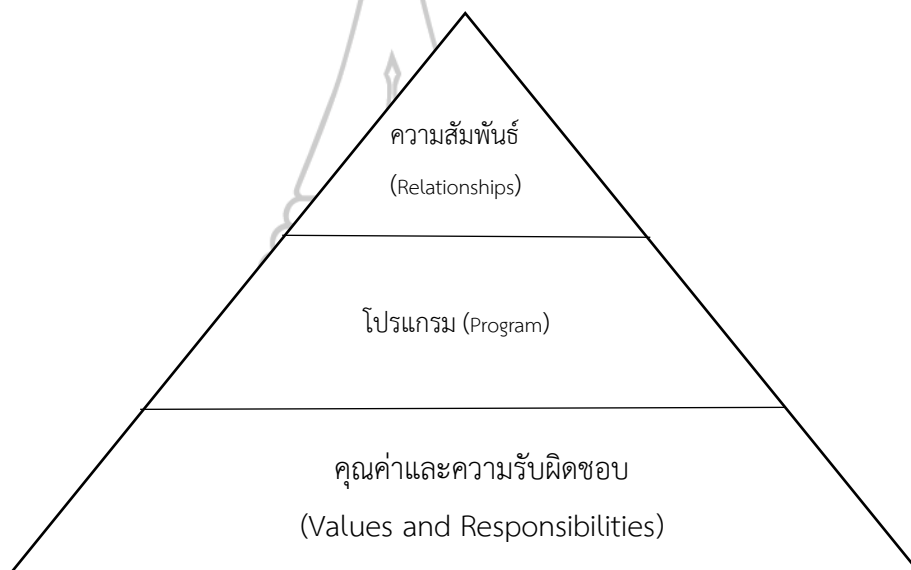 ความสัมพันธ์
(Relationships)
โปรแกรม (Program)
คุณค่าและความรับผิดชอบ
(Values and Responsibilities)